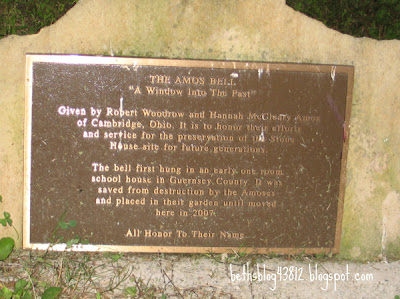 THE AMOS BELL
"A Window Into The Past"
Given by Robert Woodrow and Hannah McCleary Amos
of Cambridge, Ohio. It is to honor their efforts
and service for the preservation of the Stone
House site for future generations.
The bell first hung in an early one room
school house in Guernsey County. It was
saved from destruction by the Amoses
and placed in their garden until moved
here in 2007.
All Honor To Their Name
bethsblog43812.blogspot.com